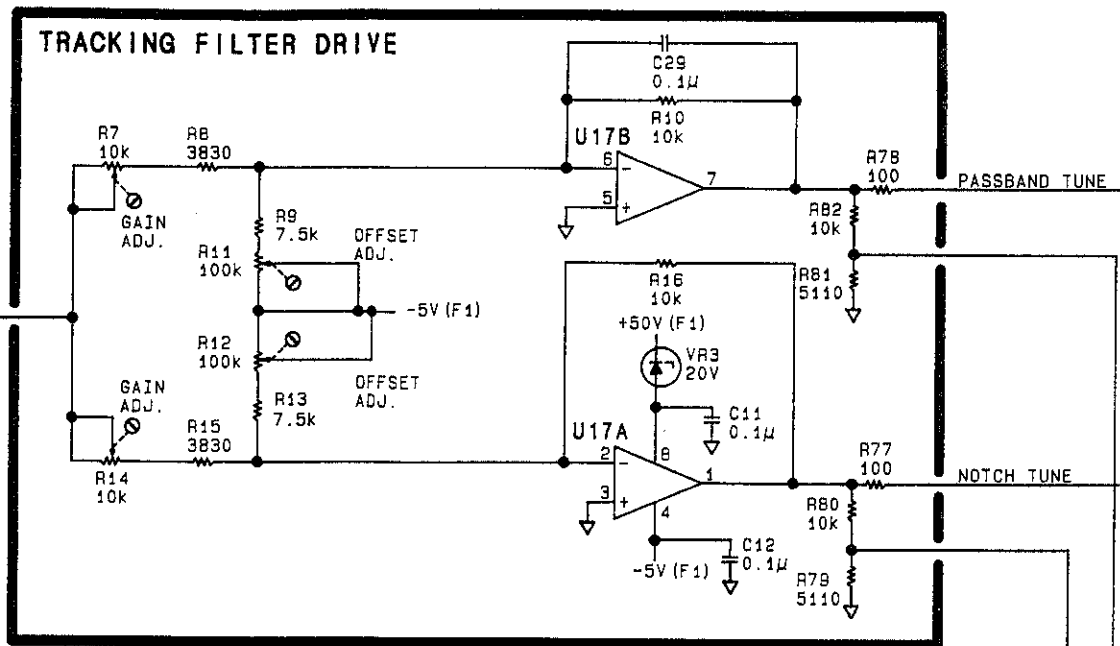 TRACKING FILTER DRIVE
C29
0.1µ
R10
10k
R7
10k
R8
3830
U17B
6
-
7
5
+
R78
100
PASSBAND TUNE
GAIN
ADJ.
R9
7.5k
R82
10k
R11
100k
OFFSET
ADJ.
R16
10k
R81
5110
-5V(F1)
+50V(F1)
R12
100k
VR3
20V
GAIN
ADJ.
OFFSET
ADJ.
R13
7.5k
C11
0.1µ
R15
3830
U17A
2
-
8
1
3
+
4
R77
100
NOTCH TUNE
R14
10k
R80
10k
C12
0.1µ
-5V(F1)
R79
5110